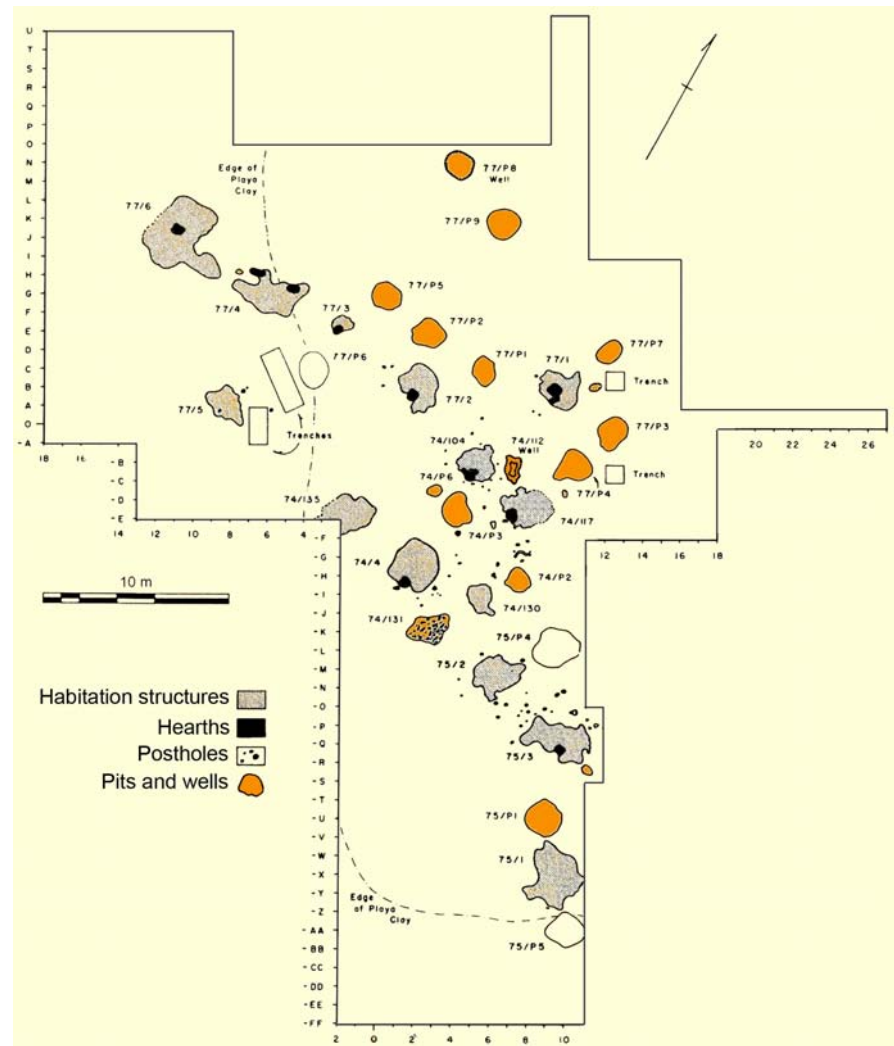 U
T
S
R
Q
P
O
N
M
L
K
J
I
H
G
F
E
D
C
B
A
O
-A
18 16 14 12 10 8 6 4
-B
-C
-D
-E
13 10 8 6 4
-F
-G
-H
-I
-J
-K
-L
-M
-N
-O
-P
-Q
-R
-S
-T
-U
-V
-W
-X
-Y
-Z
-AA
-BB
-CC
-DD
-EE
-FF
2 0 2 4 6 8 10
20 22 24 26
12 14 16 18
Edge of
Playa
Clay
77/P8
Well
77/6
77/P9
77/4
77/P5
77/3
77/P2
77/P6
77/P1
77/1
77/P7
Trench
77/2
77/5
Trenches
77/P3
74/104
74/112
Well
74/P6
Trench
77/P4
74/135
74/P3
74/117
74/4
74/P2
74/130
74/131
75/P4
75/2
75/3
75/P1
75/1
Edge
of Playa
Clay
75/P5
10 m
Habitation structures
Hearths
Postholes
Pits and wells